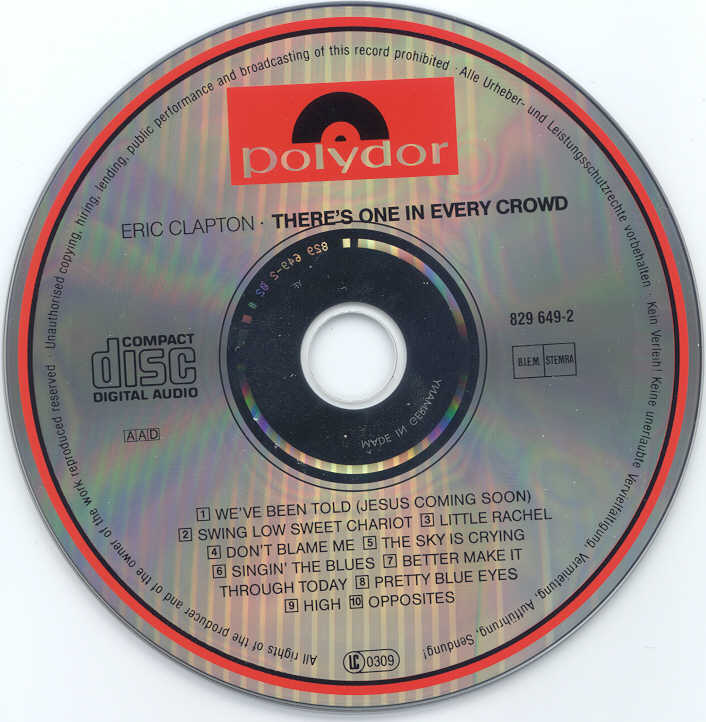 Unauthorised copying, hiring, lending, public performance and broadcasting of this record prohibited · Alle Urheber- und Leistungsschutzrechte vorbehalten · Kein Verleih! Keine unerlaubte Vervielfältigung, Vermietung, Aufführung, Sendung!
polydor
ERIC CLAPTON · THERE'S ONE IN EVERY CROWD
829 649-2
829 649-2
COMPACT
disc
DIGITAL AUDIO
B.I.E.M. STEMRA
AAD
MADE IN GERMANY
1 WE'VE BEEN TOLD (JESUS COMING SOON)
2 SWING LOW SWEET CHARIOT 3 LITTLE RACHEL
4 DON'T BLAME ME 5 THE SKY IS CRYING
6 SINGIN' THE BLUES 7 BETTER MAKE IT
THROUGH TODAY 8 PRETTY BLUE EYES
9 HIGH 10 OPPOSITES
LC 0309
All rights of the producer and of the owner of the work reproduced reserved ·